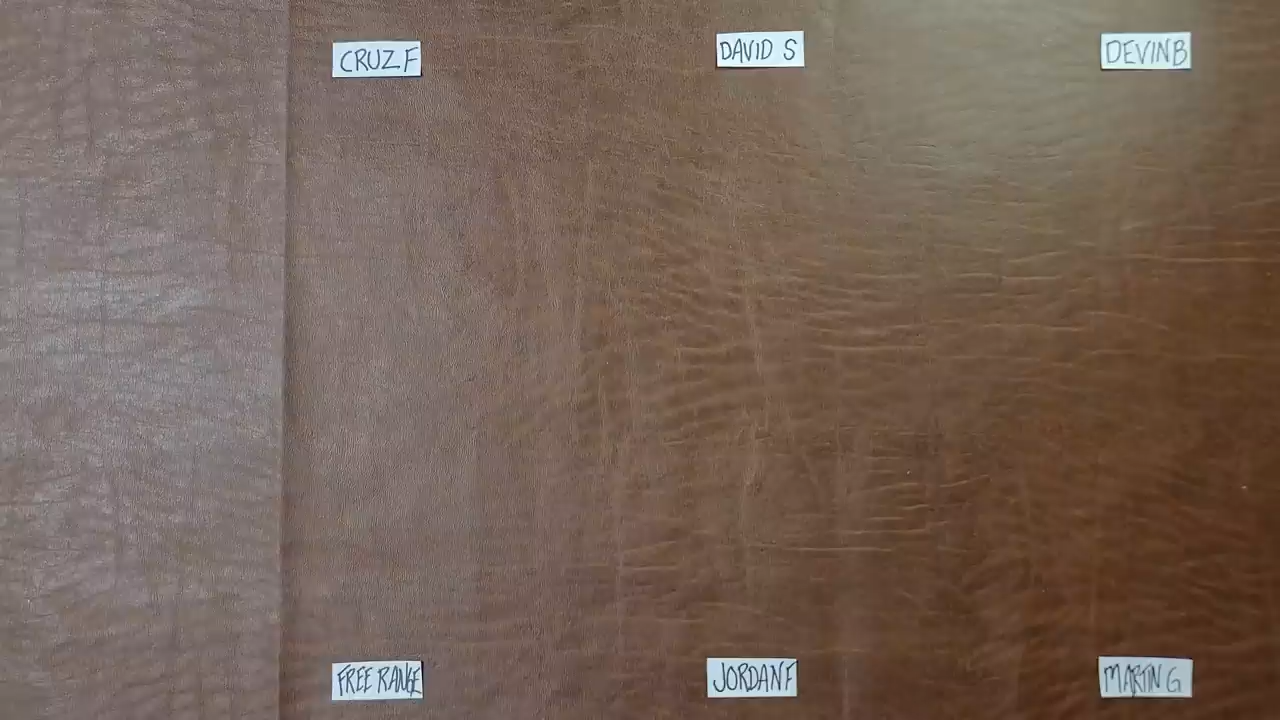 CRUZ F
DAVID S
DEVIN B
FREE RANGE
JORDAN F
MARTIN G